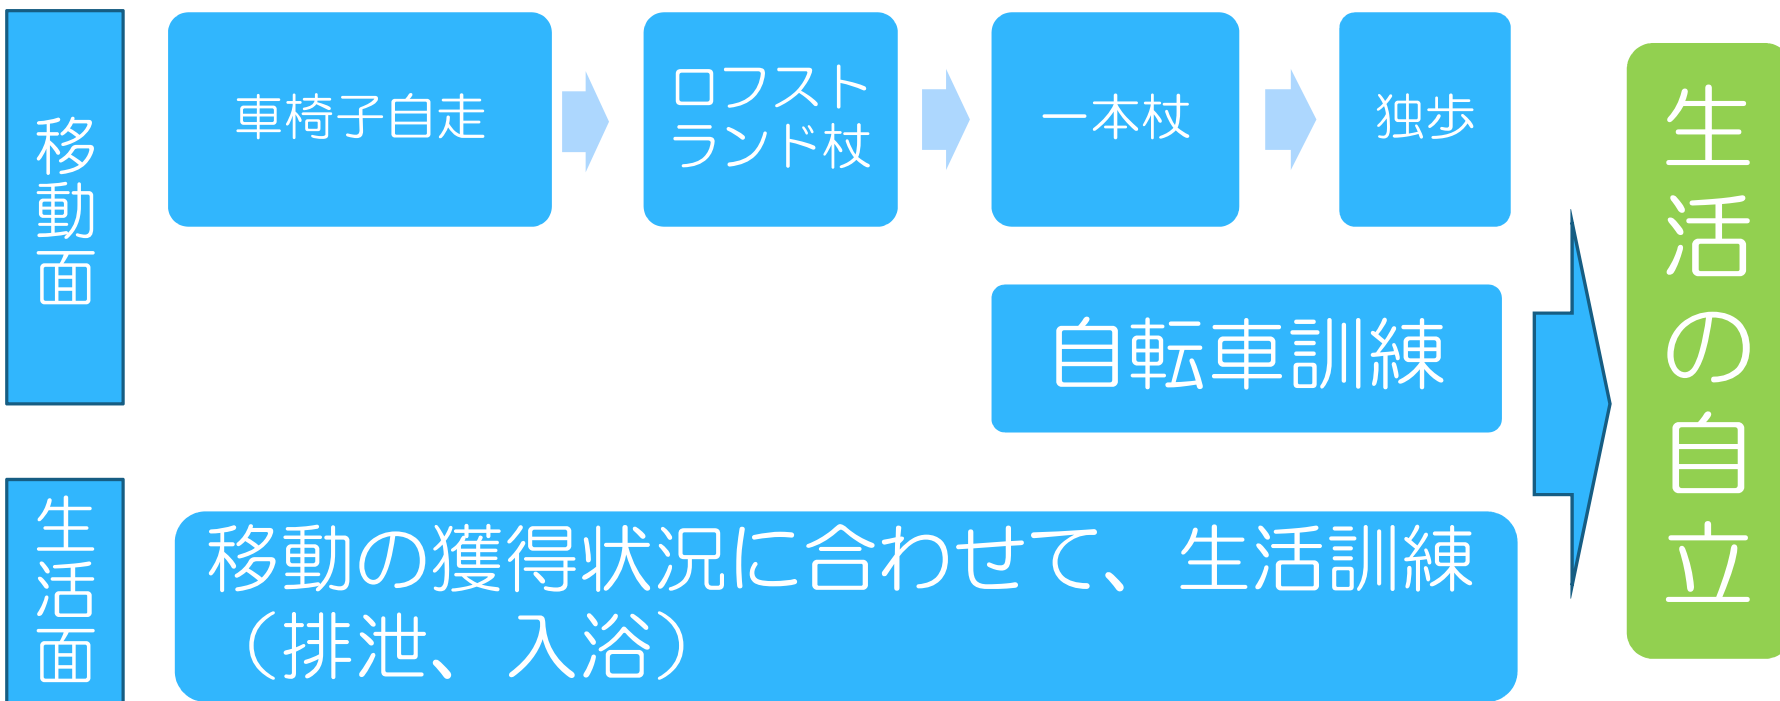 移動面
車椅子自走
ロフスト
ランド杖
一本杖
独歩
自転車訓練
生活面
移動の獲得状況に合わせて、生活訓練
（排泄、入浴）
生活の自立